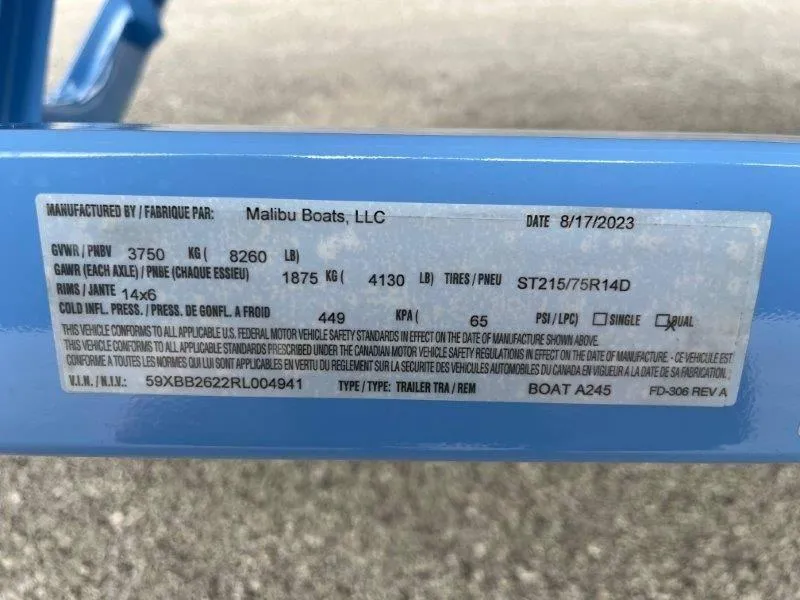 MANUFACTURED BY / FABRIQUE PAR: Malibu Boats, LLC DATE 8/17/2023
GVWR / PNBV 3750 KG ( 8260 LB)
GAWR (EACH AXLE) / PNBE (CHAQUE ESSIEU) 1875 KG ( 4130 LB) TIRES / PNEU ST215/75R14D
RIMS / JANTE 14x6
COLD INFL. PRESS. / PRESS. DE GONFL. A FROID 449 KPA ( 65 PSI / LPC) ☐ SINGLE ☒ DUAL
THIS VEHICLE CONFORMS TO ALL APPLICABLE U.S. FEDERAL MOTOR VEHICLE SAFETY STANDARDS IN EFFECT ON THE DATE OF MANUFACTURE SHOWN ABOVE.
THIS VEHICLE CONFORMS TO ALL APPLICABLE STANDARDS PRESCRIBED UNDER THE CANADIAN MOTOR VEHICLE SAFETY REGULATIONS IN EFFECT ON THE DATE OF MANUFACTURE - CE VEHICULE EST
CONFORME A TOUTES LES NORMES QUI LUI SONT APPLICABLES EN VERTU DU REGLEMENT SUR LA SECURITE DES VEHICULES AUTOMOBILES DU CANADA EN VIGUEUR A LA DATE DE SA FABRICATION.
V.I.N. / N.I.V.: 59XBB2622RL004941 TYPE / TYPE: TRAILER TRA / REM BOAT A245 FD-306 REV A